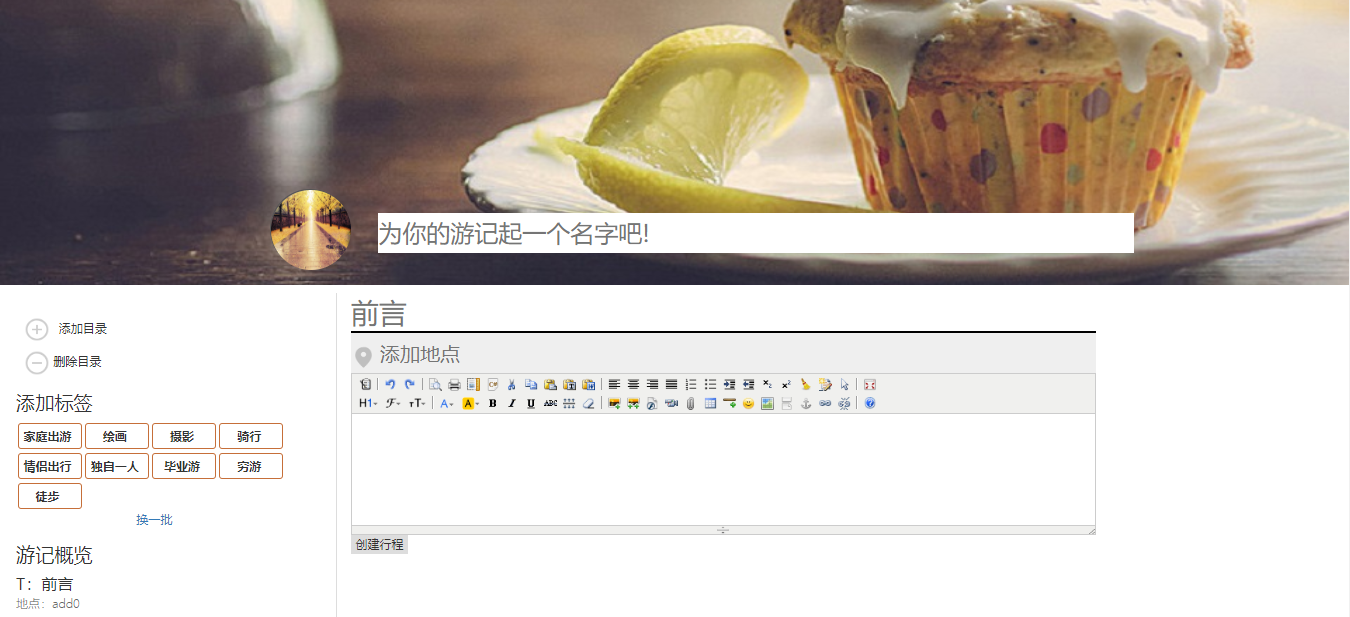 为你的游记起一个名字吧!
添加目录
删除目录
添加标签
家庭出游 绘画 摄影 骑行
情侣出行 独自一人 毕业游 穷游
徒步
换一批
游记概览
T：前言
地点：add0
前言
添加地点
H1 F TT A A B I U ABC
创建行程